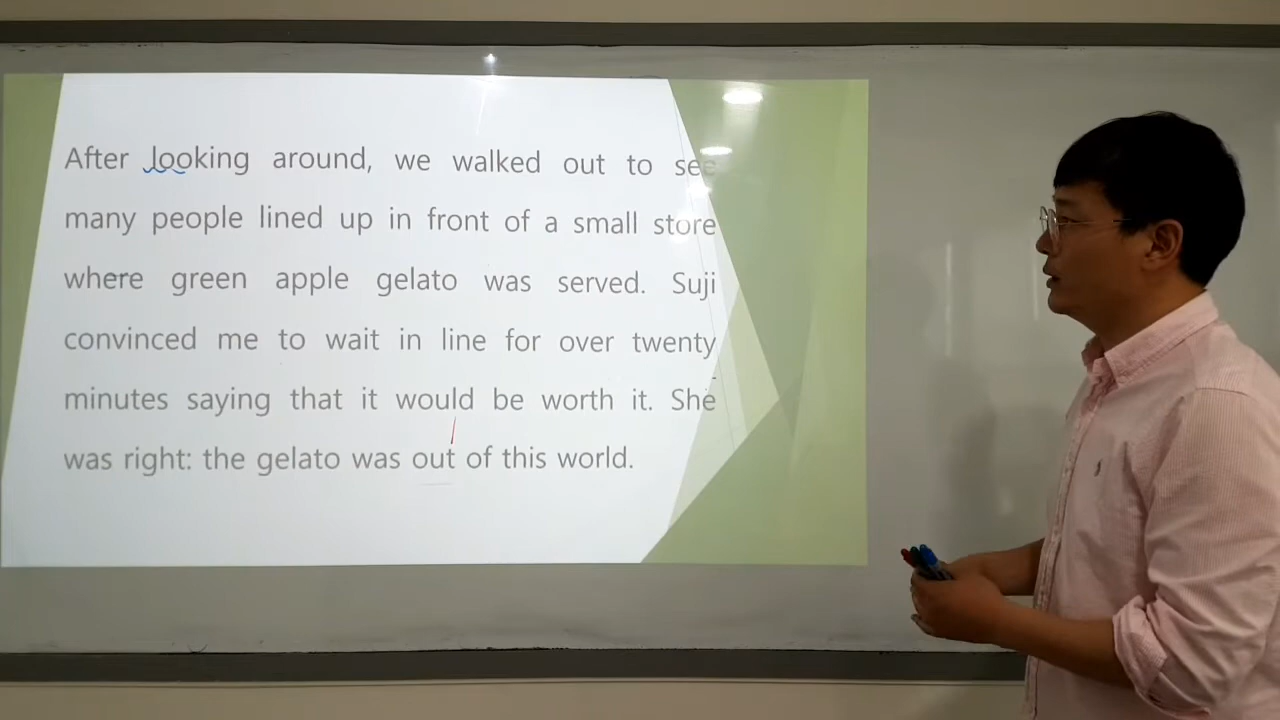 After looking around, we walked out to see
many people lined up in front of a small store
where green apple gelato was served. Suji
convinced me to wait in line for over twenty
minutes saying that it would be worth it. She
was right: the gelato was out of this world.